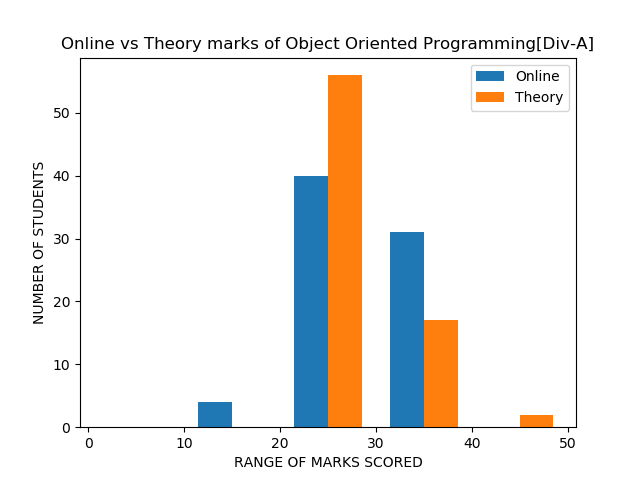 Online vs Theory marks of Object Oriented Programming[Div-A]
Online
Theory
NUMBER OF STUDENTS
50
40
30
20
10
0
0 10 20 30 40 50
RANGE OF MARKS SCORED